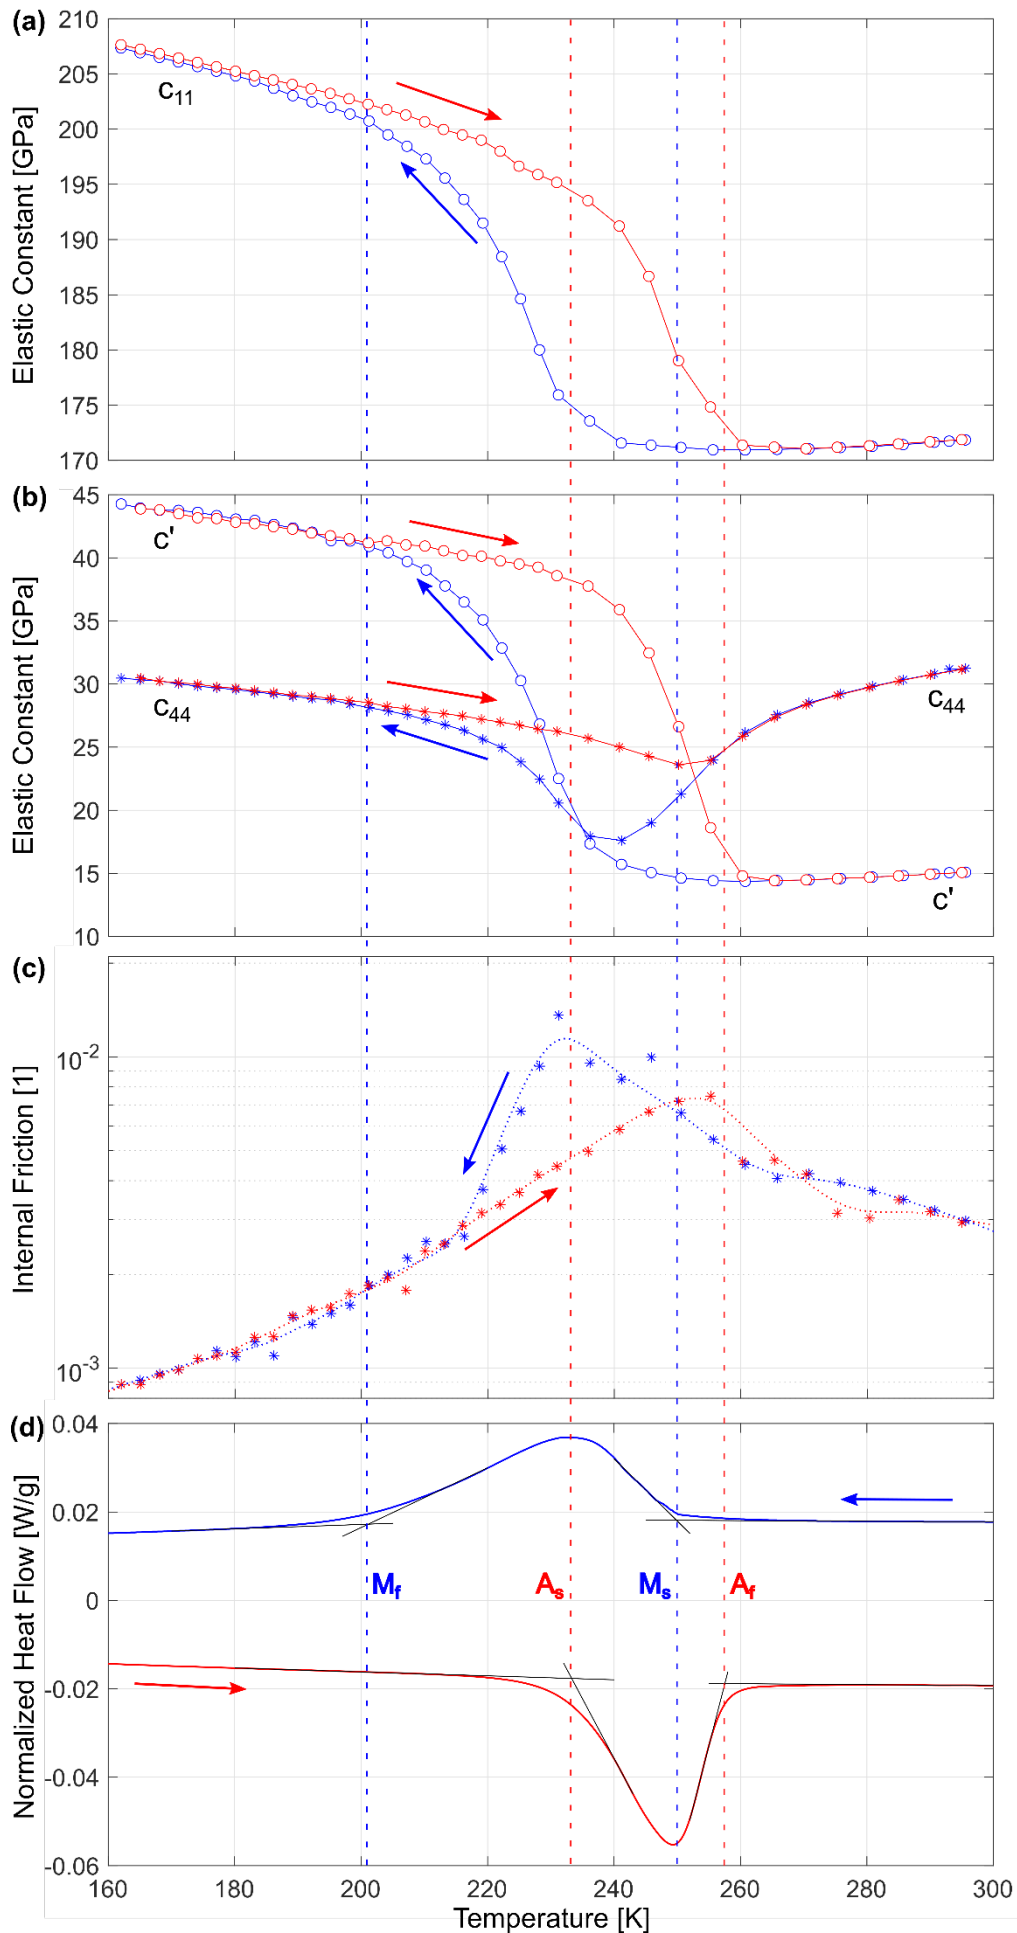 (a)
210
205
200
195
190
185
180
175
170
Elastic Constant [GPa]
c11
(b)
45
40
35
30
25
20
15
10
Elastic Constant [GPa]
c'
c44
c44
c'
(c)
10-2
10-3
Internal Friction [1]
(d)
0.04
0.02
0
-0.02
-0.04
-0.06
Normalized Heat Flow [W/g]
Mf
As
Ms
Af
160 180 200 220 240 260 280 300
Temperature [K]